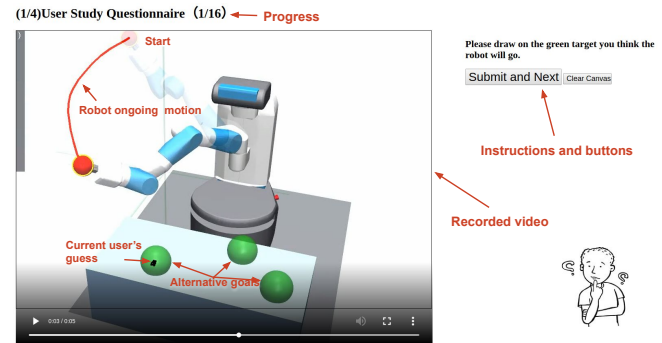 (1/4)User Study Questionnaire (1/16)
Progress
Start
Robot ongoing motion
Current user's
guess
Alternative goals
0:03 / 0:05
Please draw on the green target you think the
robot will go.
Submit and Next
Clear Canvas
Instructions and buttons
Recorded video